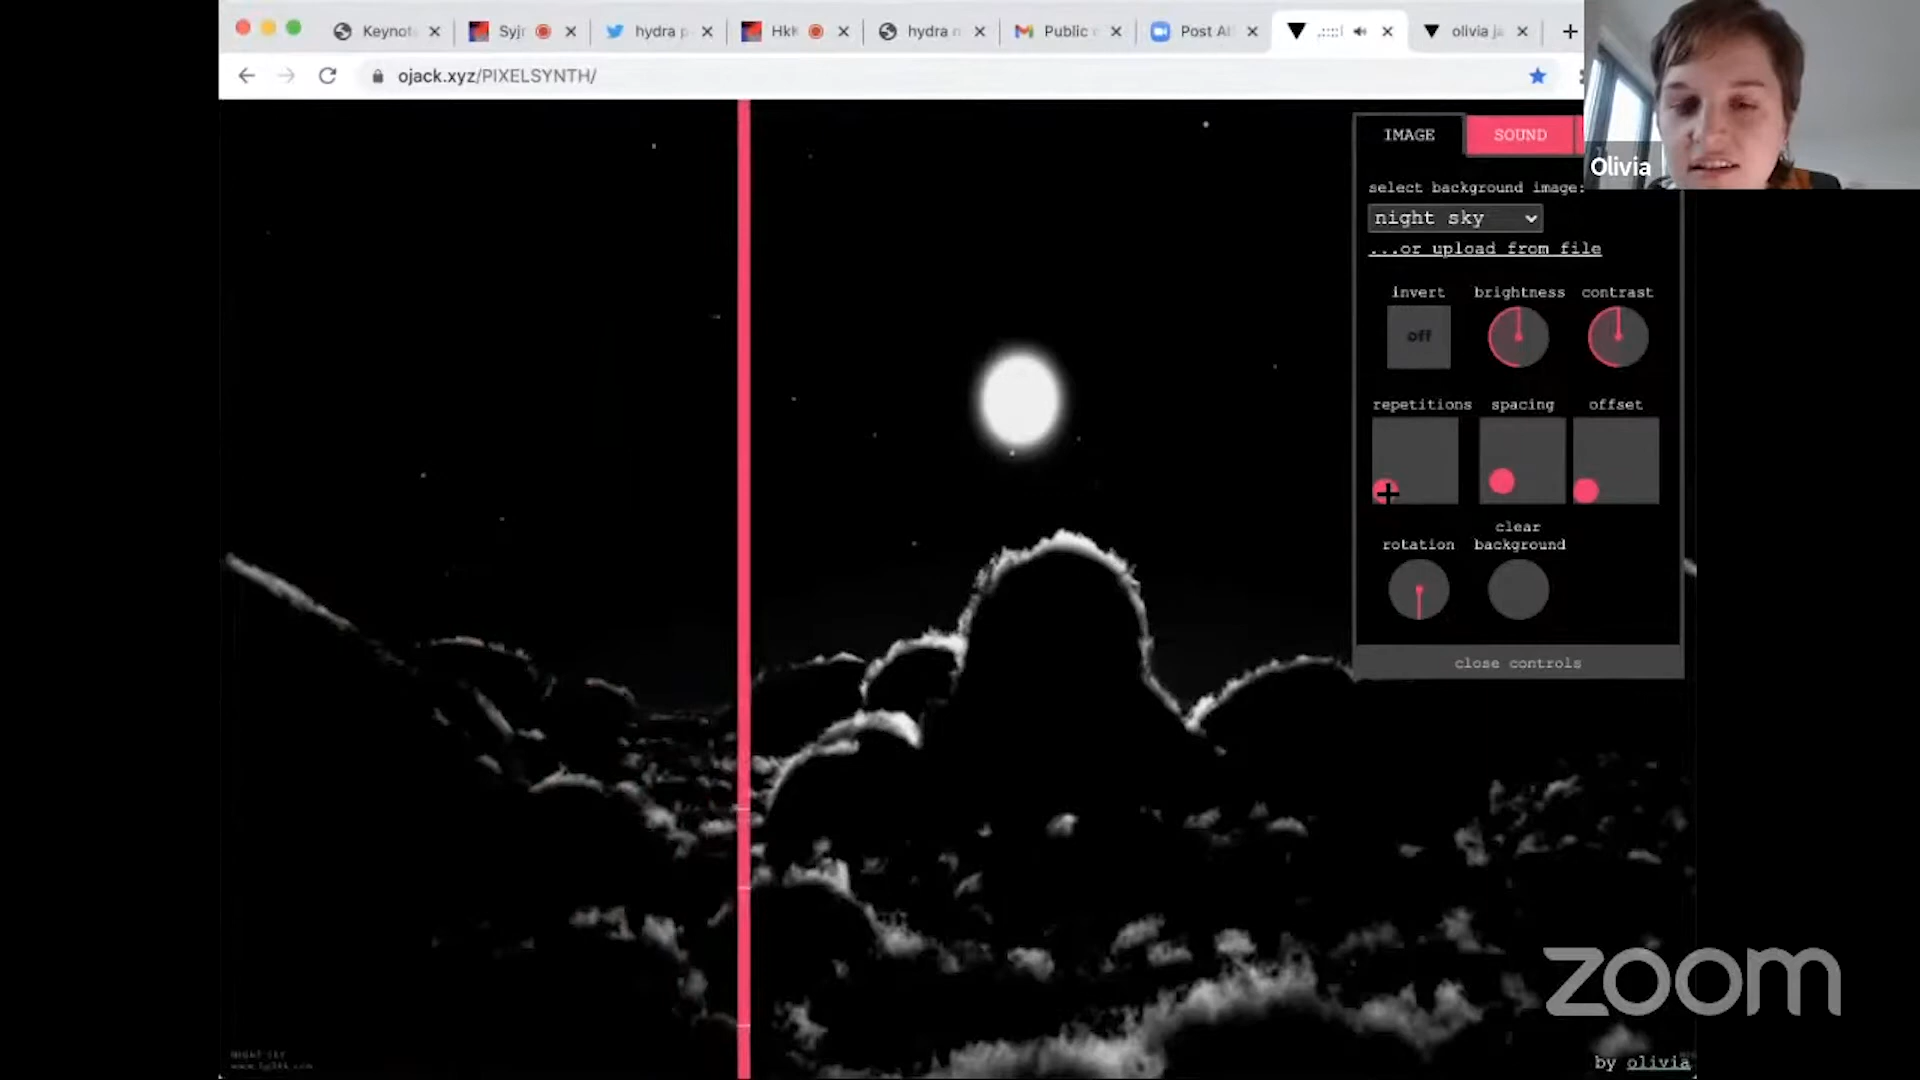 Keynot
Syjr
hydra p
Hkk
hydra n
Public
Post Al
.::::
olivia ja
ojack.xyz/PIXELSYNTH/
Olivia
IMAGE
SOUND
select background image:
night sky
...or upload from file
invert
brightness
contrast
off
repetitions
spacing
offset
rotation
clear
background
close controls
NIGHT SKY
zoom
by olivia